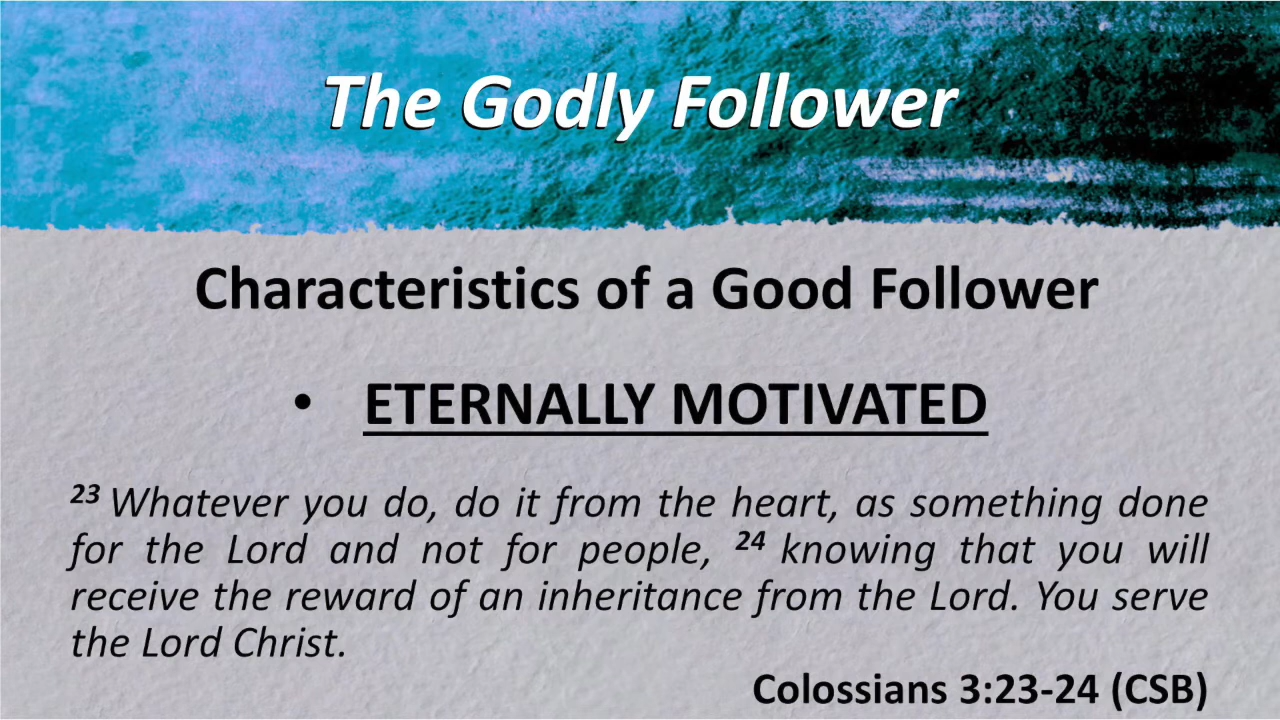 The Godly Follower
Characteristics of a Good Follower
• ETERNALLY MOTIVATED
23 Whatever you do, do it from the heart, as something done
for the Lord and not for people, 24 knowing that you will
receive the reward of an inheritance from the Lord. You serve
the Lord Christ.
Colossians 3:23-24 (CSB)